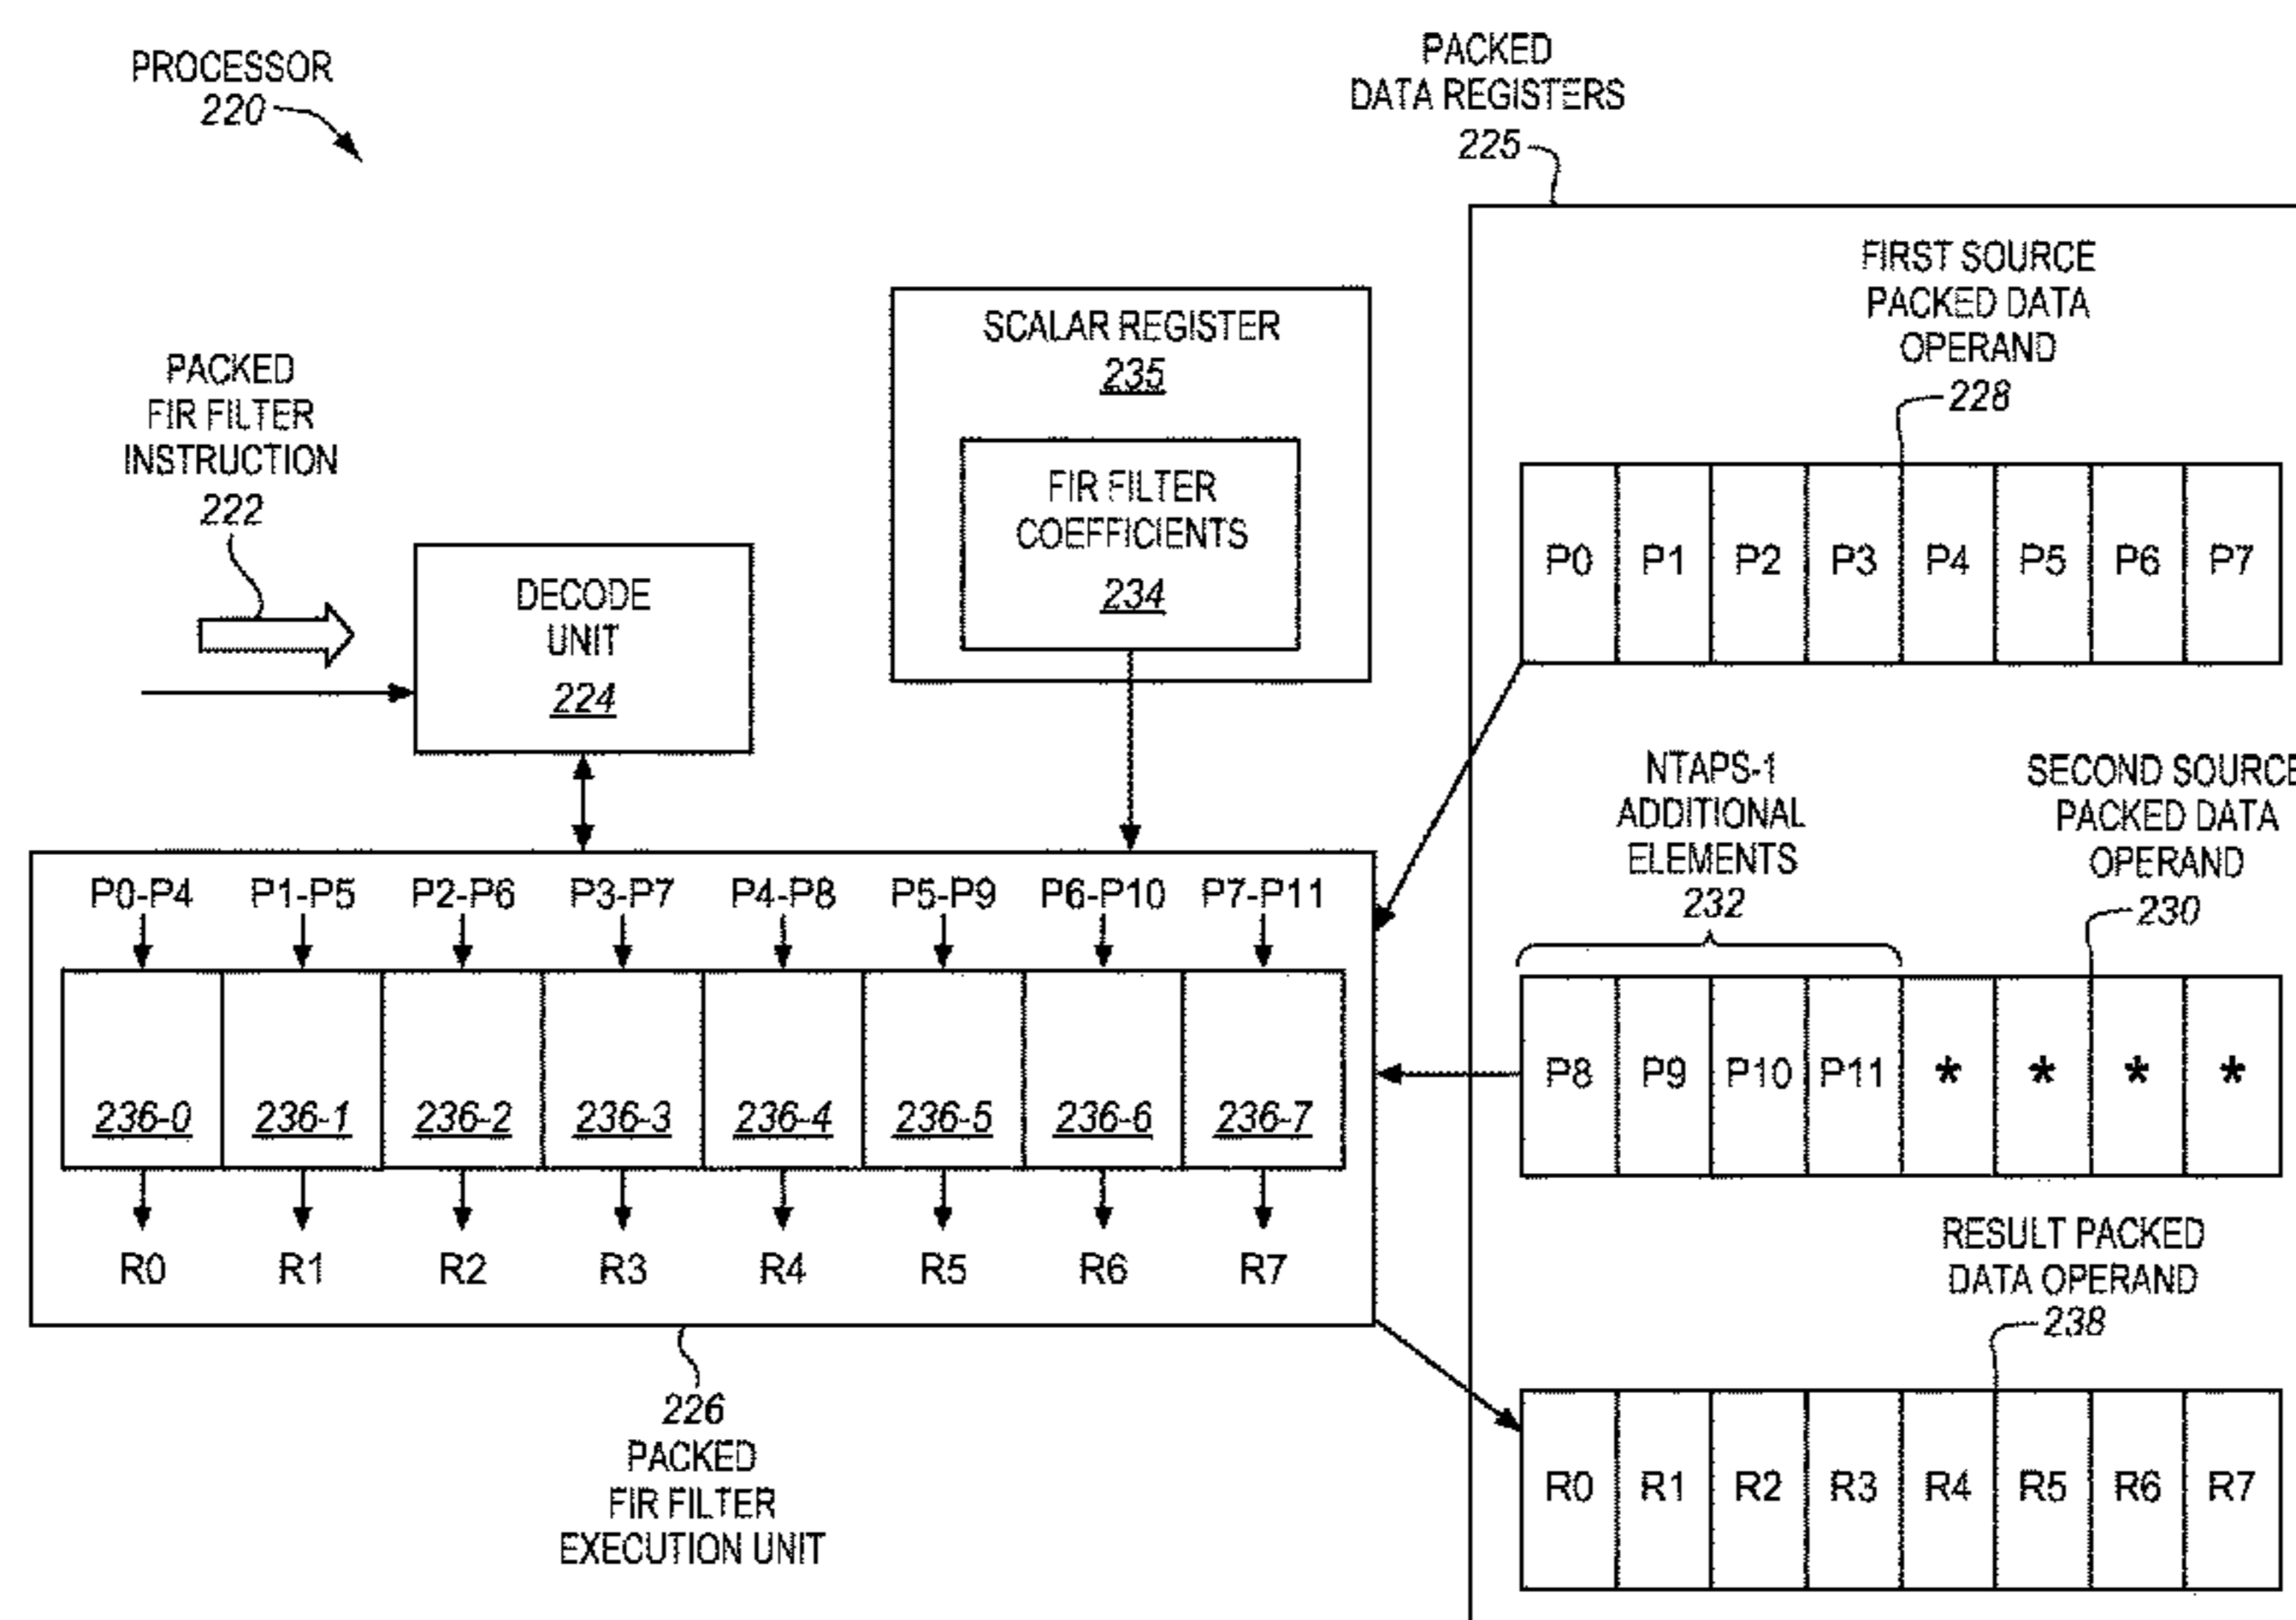 PROCESSOR
220
PACKED
DATA REGISTERS
225
PACKED
FIR FILTER
INSTRUCTION
222
DECODE
UNIT
224
SCALAR REGISTER
235
FIR FILTER
COEFFICIENTS
234
FIRST SOURCE
PACKED DATA
OPERAND
228
P0 P1 P2 P3 P4 P5 P6 P7
NTAPS-1
ADDITIONAL
ELEMENTS
232
SECOND SOURCE
PACKED DATA
OPERAND
230
P8 P9 P10 P11 * * * *
P0-P4 P1-P5 P2-P6 P3-P7 P4-P8 P5-P9 P6-P10 P7-P11
236-0 236-1 236-2 236-3 236-4 236-5 236-6 236-7
R0 R1 R2 R3 R4 R5 R6 R7
226
PACKED
FIR FILTER
EXECUTION UNIT
RESULT PACKED
DATA OPERAND
238
R0 R1 R2 R3 R4 R5 R6 R7